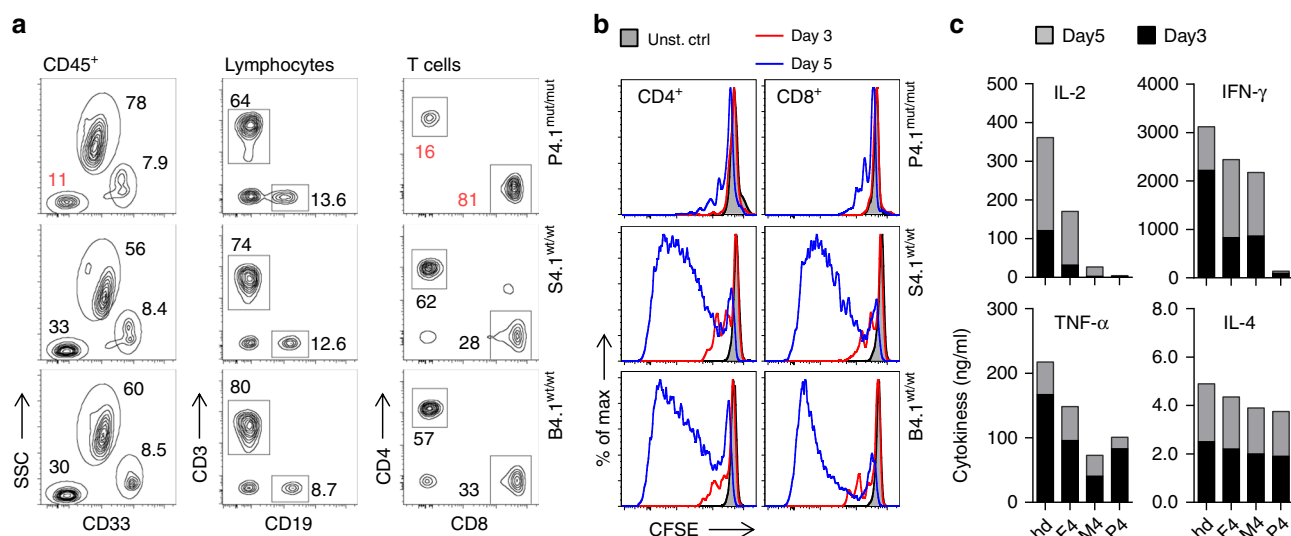 a
CD45+
Lymphocytes
T cells
78
7.9
11
64
13.6
16
81
P4.1mut/mut
56
8.4
33
74
12.6
62
28
S4.1wt/wt
60
8.5
30
80
8.7
57
33
B4.1wt/wt
SSC
CD3
CD4
CD33
CD19
CD8
b
Unst. ctrl
Day 3
Day 5
CD4+
CD8+
P4.1mut/mut
S4.1wt/wt
B4.1wt/wt
% of max
CFSE
c
Day5
Day3
IL-2
500
400
300
200
100
0
IFN-γ
4000
3000
2000
1000
0
TNF-α
300
200
100
0
IL-4
8.0
6.0
4.0
2.0
0.0
Cytokiness (ng/ml)
hd
F4
M4
P4
hd
F4
M4
P4